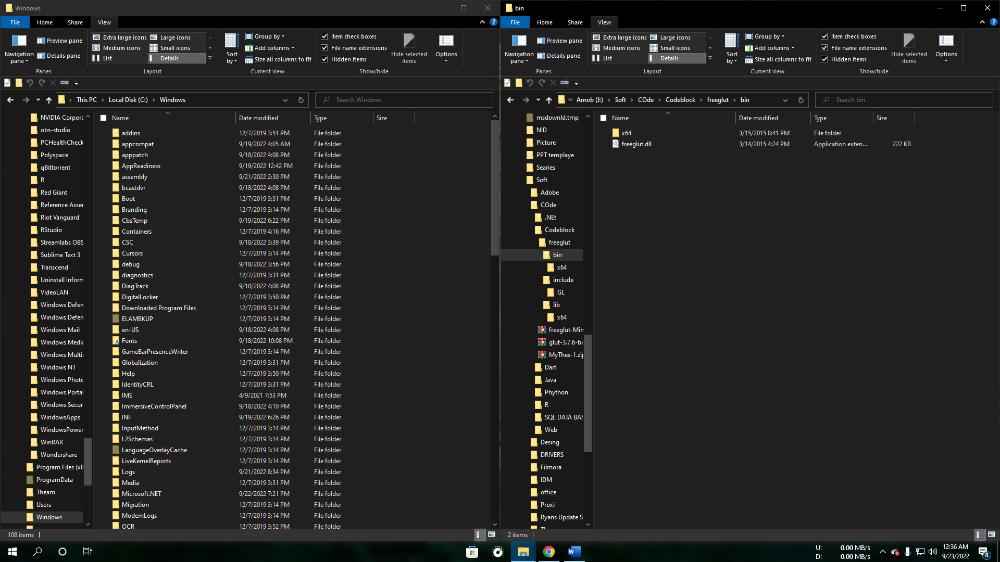 Windows
File Home Share View
Navigation pane
Preview pane
Details pane
Panes
Extra large icons Large icons
Medium icons Small icons
List Details
Layout
Sort by
Group by
Add columns
Size all columns to fit
Current view
Item check boxes
File name extensions
Hidden items
Hide selected items
Show/hide
Options
This PC Local Disk (C:) Windows
Search Windows
NVIDIA Corpora
obs-studio
PCHealthCheck
Polyspace
qBittorrent
R
Red Giant
Reference Asser
Riot Vanguard
RStudio
Streamlabs OBS
Sublime Text 3
Transcend
Uninstall Inform
VideoLAN
Windows Defen
Windows Defen
Windows Mail
Windows Media
Windows Multi
Windows NT
Windows Photo
Windows Portal
Windows Secur
WindowsApps
WindowsPower
WinRAR
Wondershare
Program Files (x8
ProgramData
Theam
Users
Windows
Name Date modified Type Size
addins 12/7/2019 3:51 PM File folder
appcompat 9/19/2022 4:05 AM File folder
apppatch 9/18/2022 4:08 PM File folder
AppReadiness 9/19/2022 12:42 PM File folder
assembly 9/21/2022 2:30 PM File folder
bcastdvr 9/18/2022 4:08 PM File folder
Boot 12/7/2019 3:31 PM File folder
Branding 12/7/2019 3:14 PM File folder
CbsTemp 9/19/2022 6:22 PM File folder
Containers 12/7/2019 4:16 PM File folder
CSC 9/18/2022 3:39 PM File folder
Cursors 12/7/2019 3:14 PM File folder
debug 9/18/2022 3:56 PM File folder
diagnostics 12/7/2019 3:31 PM File folder
DiagTrack 9/18/2022 4:08 PM File folder
DigitalLocker 12/7/2019 3:50 PM File folder
Downloaded Program Files 12/7/2019 3:14 PM File folder
ELAMBKUP 12/7/2019 3:14 PM File folder
en-US 9/18/2022 4:08 PM File folder
Fonts 9/18/2022 10:08 PM File folder
GameBarPresenceWriter 12/7/2019 3:14 PM File folder
Globalization 12/7/2019 3:31 PM File folder
Help 12/7/2019 3:50 PM File folder
IdentityCRL 12/7/2019 3:31 PM File folder
IME 4/9/2021 7:53 PM File folder
ImmersiveControlPanel 9/18/2022 4:10 PM File folder
INF 9/19/2022 6:26 PM File folder
InputMethod 12/7/2019 3:14 PM File folder
L2Schemas 12/7/2019 3:14 PM File folder
LanguageOverlayCache 12/7/2019 3:14 PM File folder
LiveKernelReports 12/7/2019 3:14 PM File folder
Logs 9/21/2022 8:34 PM File folder
Media 12/7/2019 3:31 PM File folder
Microsoft.NET 9/22/2022 7:21 PM File folder
Migration 12/7/2019 3:14 PM File folder
ModemLogs 12/7/2019 3:14 PM File folder
OCR 12/7/2019 3:52 PM File folder
108 items
bin
File Home Share View
Navigation pane
Preview pane
Details pane
Panes
Extra large icons Large icons
Medium icons Small icons
List Details
Layout
Sort by
Group by
Add columns
Size all columns to fit
Current view
Item check boxes
File name extensions
Hidden items
Hide selected items
Show/hide
Options
« Arnob (J:) Soft COde Codeblock freeglut bin
Search bin
msdownld.tmp
NID
Picture
PPT templaye
Searies
Soft
Adobe
COde
.NEt
Codeblock
freeglut
bin
x64
include
GL
lib
x64
freeglut-Min
glut-3.7.6-bi
MyThes-1.zip
Dart
Java
Phython
R
SQL DATA BAS
Web
Desing
DRIVERS
Filmora
IDM
office
Proxi
Ryans Update S
Name Date modified Type Size
x64 3/15/2015 8:41 PM File folder
freeglut.dll 3/14/2015 4:24 PM Application exten... 222 KB
2 items
U: 0.00 MB/s
D: 0.00 MB/s
12:36 AM
9/23/2022
4